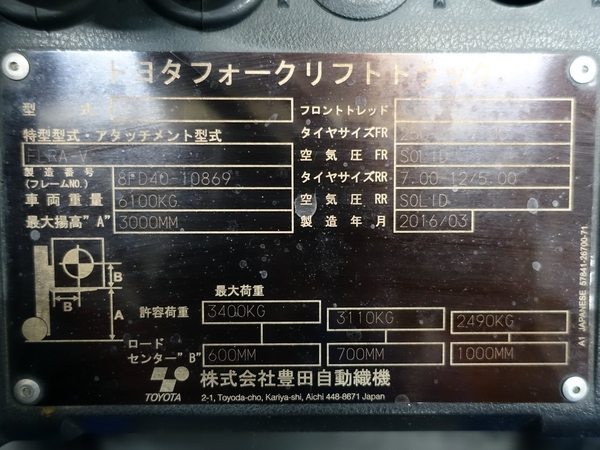 トヨタフォークリフトトラック
型式
フロントトレッド
特型型式・アタッチメント型式
タイヤサイズFR
空気圧 FR SOLID
製造番号
(フレームNO.) 8FD40-10869
タイヤサイズRR 7.00-12/5.00
車両重量 6100KG
空気圧 RR SOLID
最大揚高"A" 3000MM
製造年月 2016/03
B
B
A
最大荷重
許容荷重 3400KG 3110KG 2490KG
ロード
センター"B" 600MM 700MM 1000MM
TOYOTA
株式会社豊田自動織機
2-1, Toyoda-cho, Kariya-shi, Aichi 448-8671 Japan
A1 JAPANESE 57841-26700-71